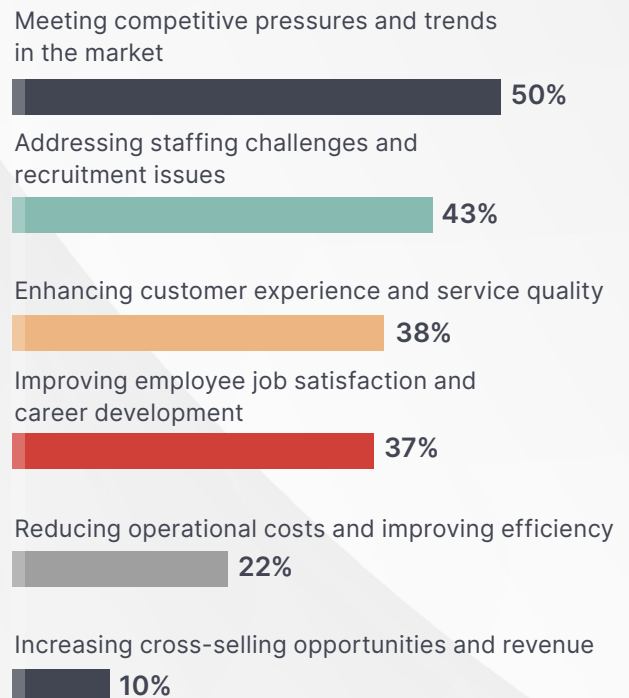 Meeting competitive pressures and trends
in the market
50%
Addressing staffing challenges and
recruitment issues
43%
Enhancing customer experience and service quality
38%
Improving employee job satisfaction and
career development
37%
Reducing operational costs and improving efficiency
22%
Increasing cross-selling opportunities and revenue
10%